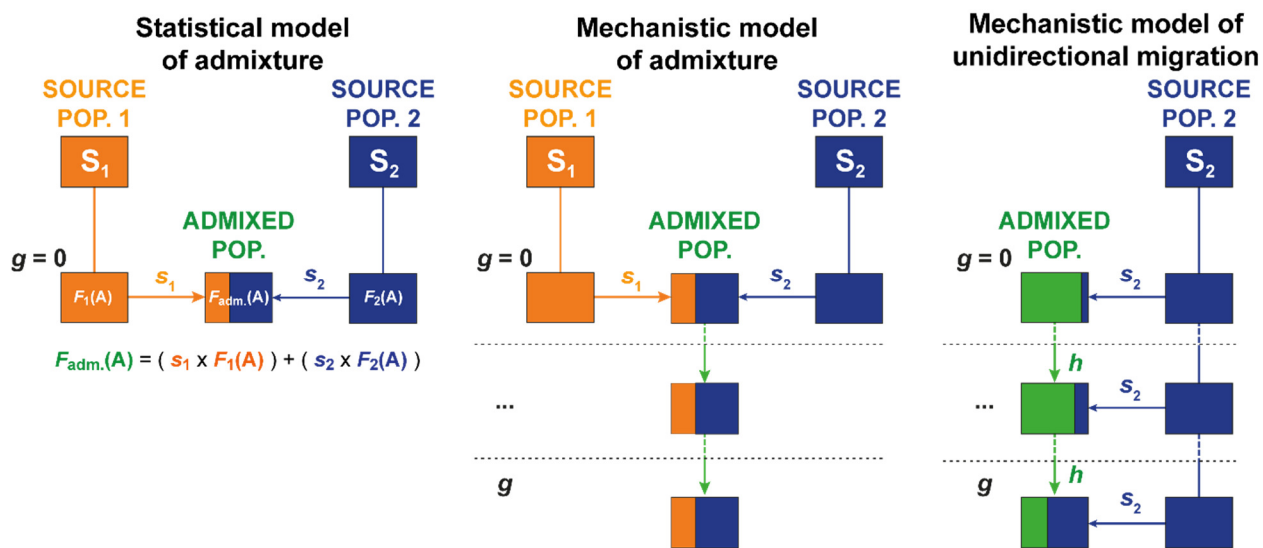 Statistical model
of admixture
SOURCE
POP. 1
SOURCE
POP. 2
S1
S2
ADMIXED
POP.
g = 0
s1
s2
F1(A)
Fadm.(A)
F2(A)
Fadm.(A) = ( s1 x F1(A) ) + ( s2 x F2(A) )
Mechanistic model
of admixture
SOURCE
POP. 1
SOURCE
POP. 2
S1
S2
ADMIXED
POP.
g = 0
s1
s2
...
g
Mechanistic model of
unidirectional migration
SOURCE
POP. 2
S2
ADMIXED
POP.
g = 0
s2
h
...
s2
h
g
s2